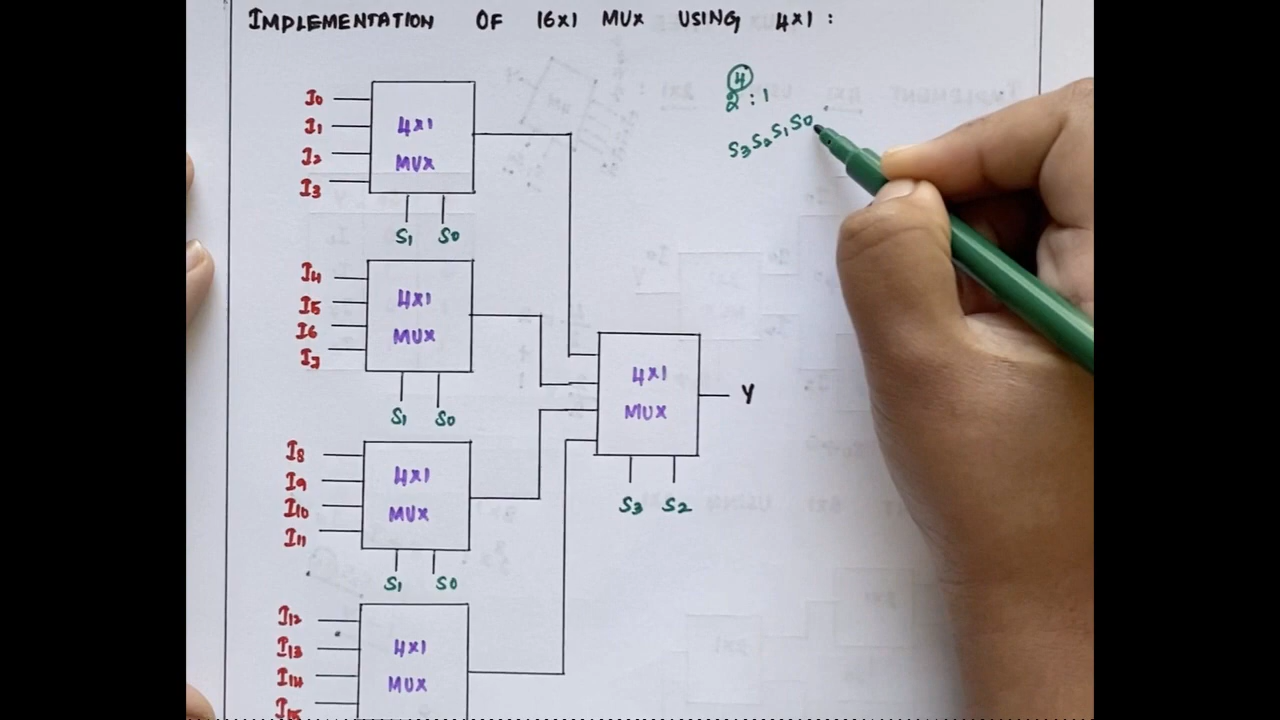 IMPLEMENTATION OF 16X1 MUX USING 4X1 :
2⁴ : 1
S3 S2 S1 S0
I0
I1
I2
I3
4X1
MUX
S1 S0
I4
I5
I6
I7
4X1
MUX
S1 S0
I8
I9
I10
I11
4X1
MUX
S1 S0
I12
I13
I14
I15
4X1
MUX
4X1
MUX
Y
S3 S2